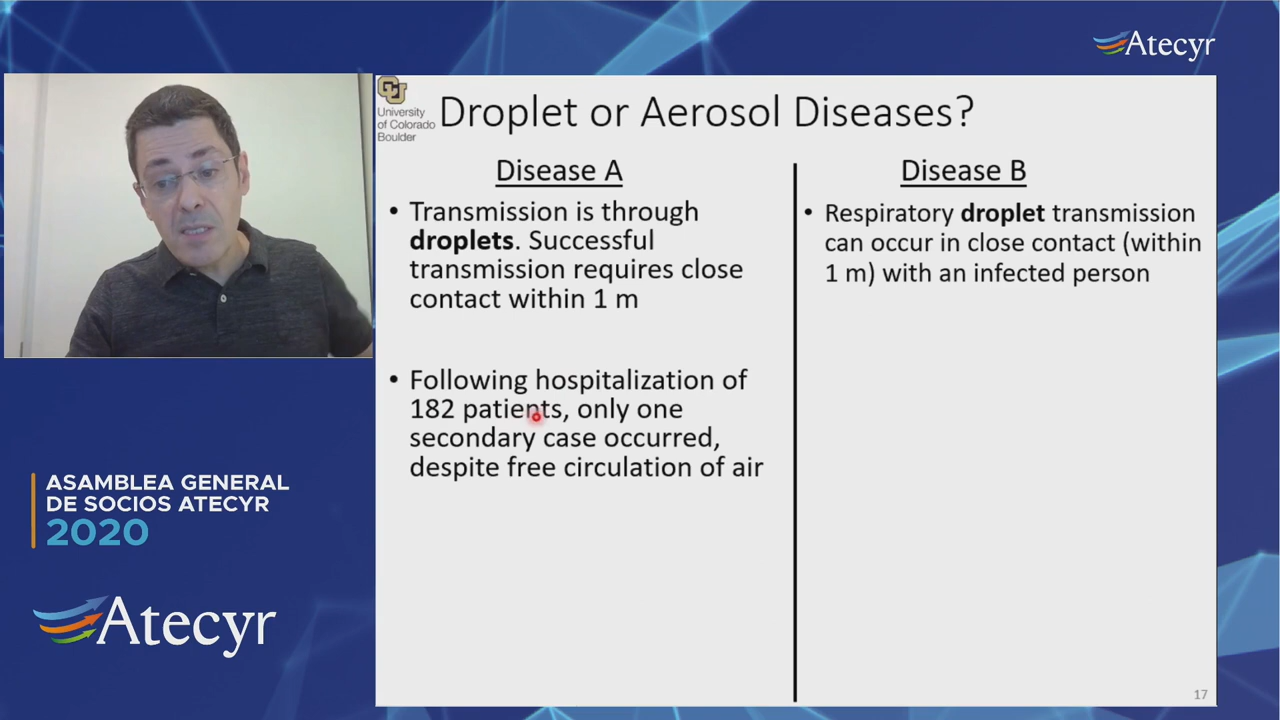 Atecyr
University
of Colorado
Boulder
Droplet or Aerosol Diseases?
Disease A
• Transmission is through
droplets. Successful
transmission requires close
contact within 1 m
• Following hospitalization of
182 patients, only one
secondary case occurred,
despite free circulation of air
Disease B
• Respiratory droplet transmission
can occur in close contact (within
1 m) with an infected person
ASAMBLEA GENERAL
DE SOCIOS ATECYR
2020
Atecyr
17